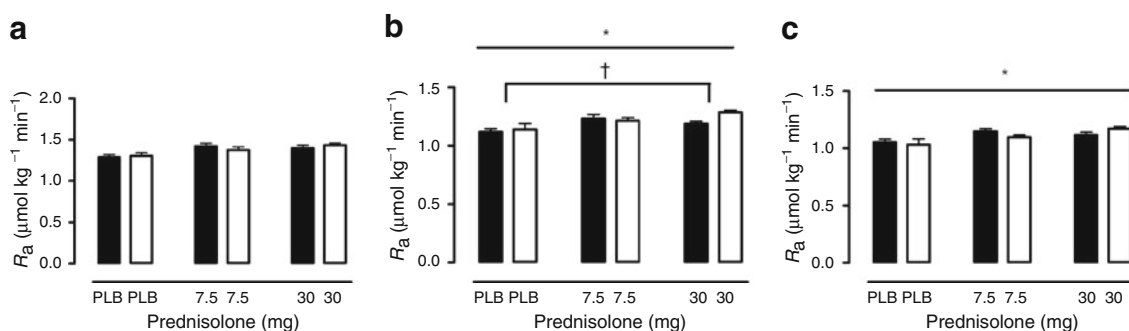 a
2.0
1.5
1.0
0.5
0.0
Ra (μmol kg−1 min−1)
PLB PLB 7.5 7.5 30 30
Prednisolone (mg)
b
*
†
1.5
1.0
0.5
0.0
Ra (μmol kg−1 min−1)
PLB PLB 7.5 7.5 30 30
Prednisolone (mg)
c
*
1.5
1.0
0.5
0.0
Ra (μmol kg−1 min−1)
PLB PLB 7.5 7.5 30 30
Prednisolone (mg)